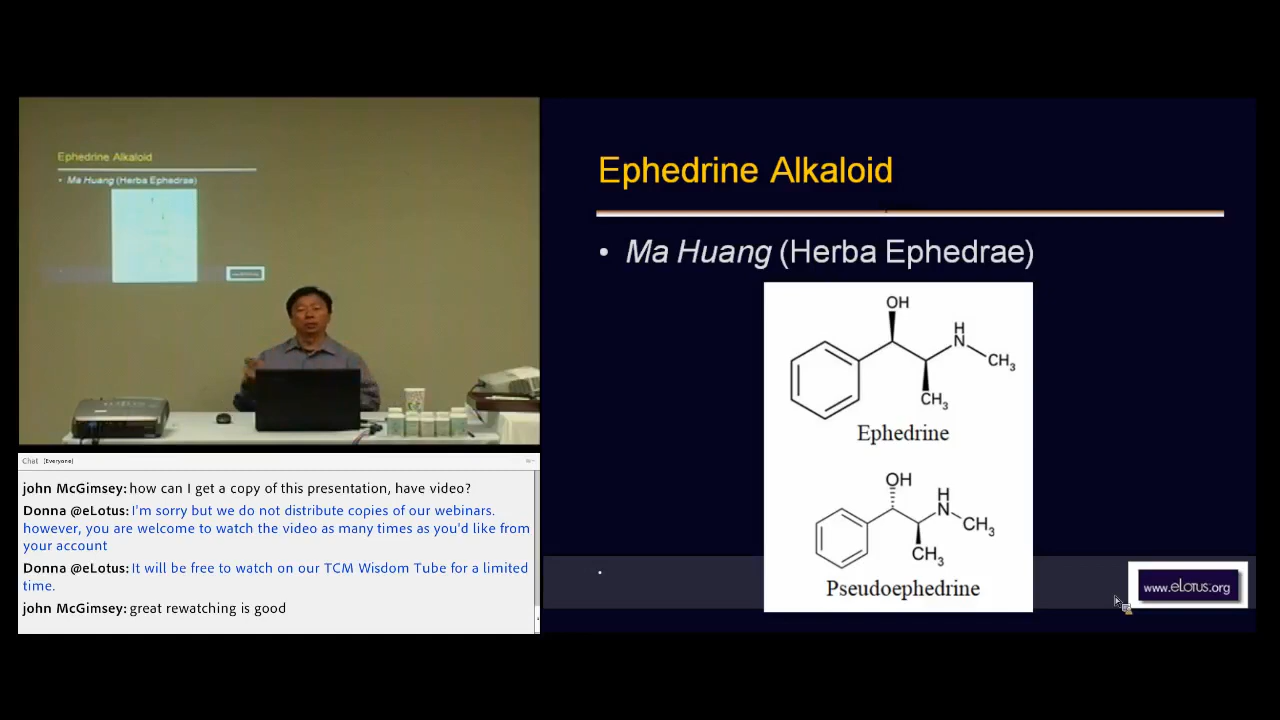 Ephedrine Alkaloid
• Ma Huang (Herba Ephedrae)
Ephedrine Alkaloid
• Ma Huang (Herba Ephedrae)
OH
H
N
CH3
CH3
Ephedrine
OH
H
N
CH3
CH3
Pseudoephedrine
www.eLotus.org
Chat (Everyone)
john McGimsey: how can I get a copy of this presentation, have video?
Donna @eLotus: I'm sorry but we do not distribute copies of our webinars.
however, you are welcome to watch the video as many times as you'd like from
your account
Donna @eLotus: It will be free to watch on our TCM Wisdom Tube for a limited
time.
john McGimsey: great rewatching is good